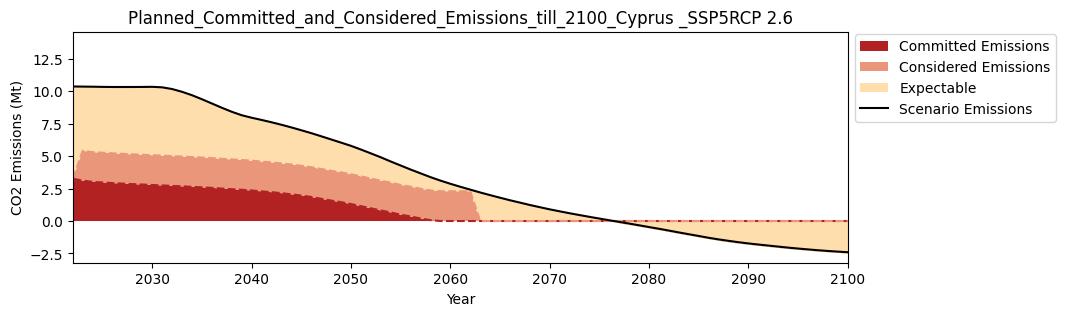 Planned_Committed_and_Considered_Emissions_till_2100_Cyprus _SSP5RCP 2.6
Committed Emissions
Considered Emissions
Expectable
Scenario Emissions
CO2 Emissions (Mt)
12.5
10.0
7.5
5.0
2.5
0.0
−2.5
2030 2040 2050 2060 2070 2080 2090 2100
Year